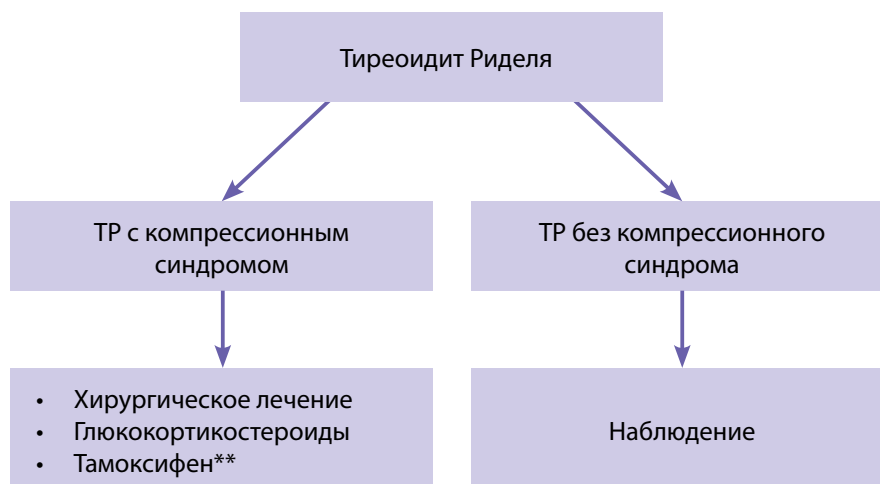 Тиреоидит Риделя
ТР с компрессионным
синдромом
ТР без компрессионного
синдрома
• Хирургическое лечение
• Глюкокортикостероиды
• Тамоксифен**
Наблюдение